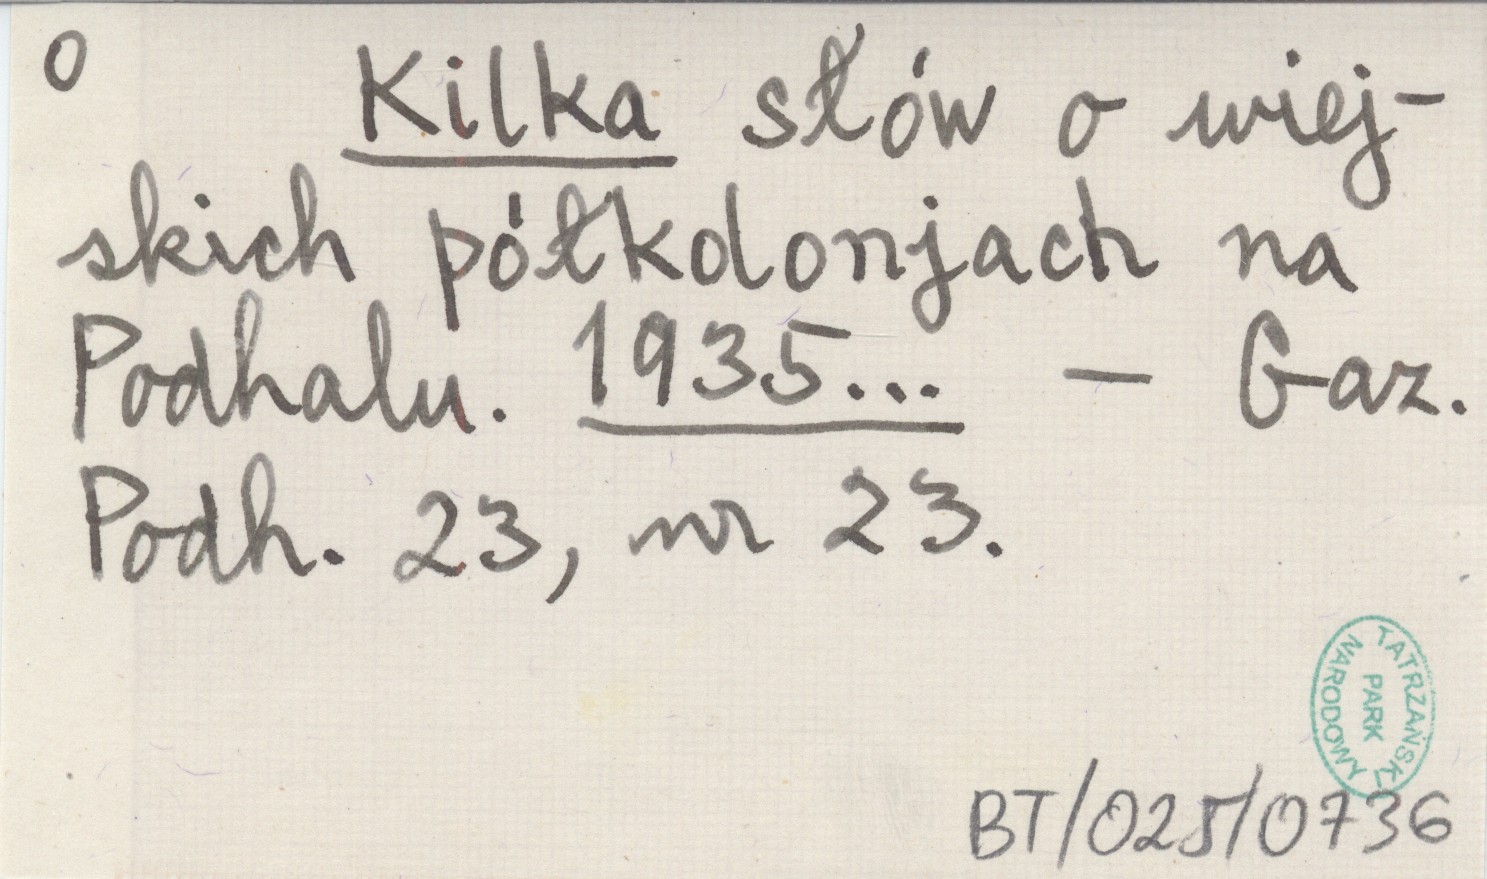 O
Kilka słów o wiej-
skich półkolonjach na
Podhalu. 1935... — Gaz.
Podh. 23, nr 23.
TATRZAŃSKI
PARK
NARODOWY
BT/025/0736